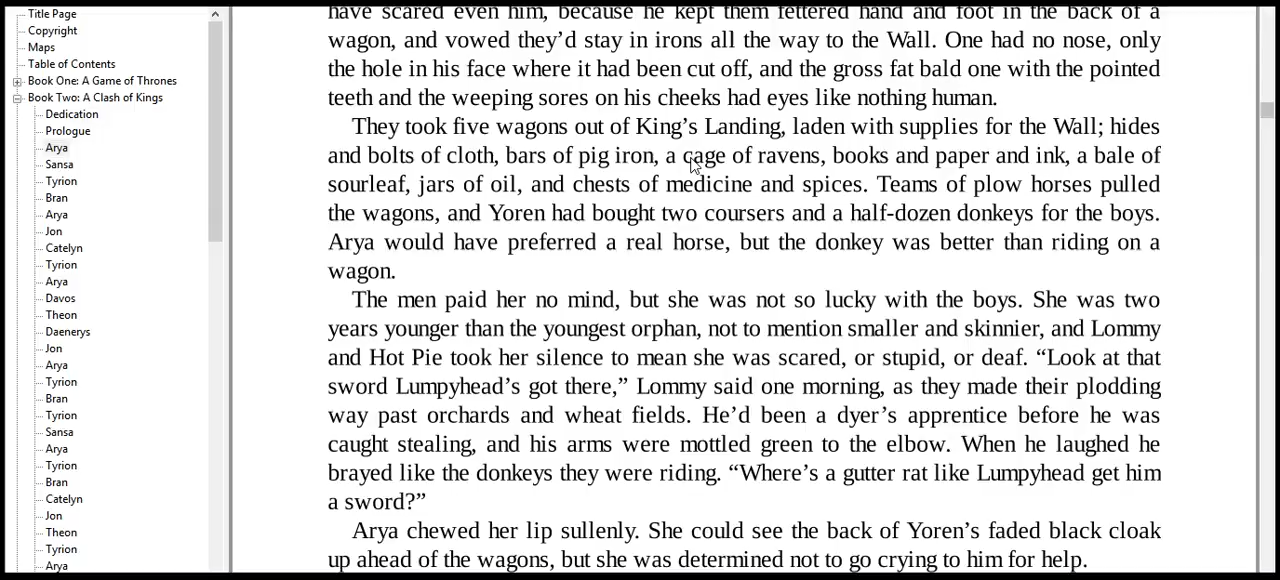 Title Page
Copyright
Maps
Table of Contents
Book One: A Game of Thrones
Book Two: A Clash of Kings
Dedication
Prologue
Arya
Sansa
Tyrion
Bran
Arya
Jon
Catelyn
Tyrion
Arya
Davos
Theon
Daenerys
Jon
Arya
Tyrion
Bran
Tyrion
Sansa
Arya
Tyrion
Bran
Catelyn
Jon
Theon
Tyrion
Arya
have scared even him, because he kept them fettered hand and foot in the back of a
wagon, and vowed they’d stay in irons all the way to the Wall. One had no nose, only
the hole in his face where it had been cut off, and the gross fat bald one with the pointed
teeth and the weeping sores on his cheeks had eyes like nothing human.
They took five wagons out of King’s Landing, laden with supplies for the Wall; hides
and bolts of cloth, bars of pig iron, a cage of ravens, books and paper and ink, a bale of
sourleaf, jars of oil, and chests of medicine and spices. Teams of plow horses pulled
the wagons, and Yoren had bought two coursers and a half-dozen donkeys for the boys.
Arya would have preferred a real horse, but the donkey was better than riding on a
wagon.
The men paid her no mind, but she was not so lucky with the boys. She was two
years younger than the youngest orphan, not to mention smaller and skinnier, and Lommy
and Hot Pie took her silence to mean she was scared, or stupid, or deaf. “Look at that
sword Lumpyhead’s got there,” Lommy said one morning, as they made their plodding
way past orchards and wheat fields. He’d been a dyer’s apprentice before he was
caught stealing, and his arms were mottled green to the elbow. When he laughed he
brayed like the donkeys they were riding. “Where’s a gutter rat like Lumpyhead get him
a sword?”
Arya chewed her lip sullenly. She could see the back of Yoren’s faded black cloak
up ahead of the wagons, but she was determined not to go crying to him for help.